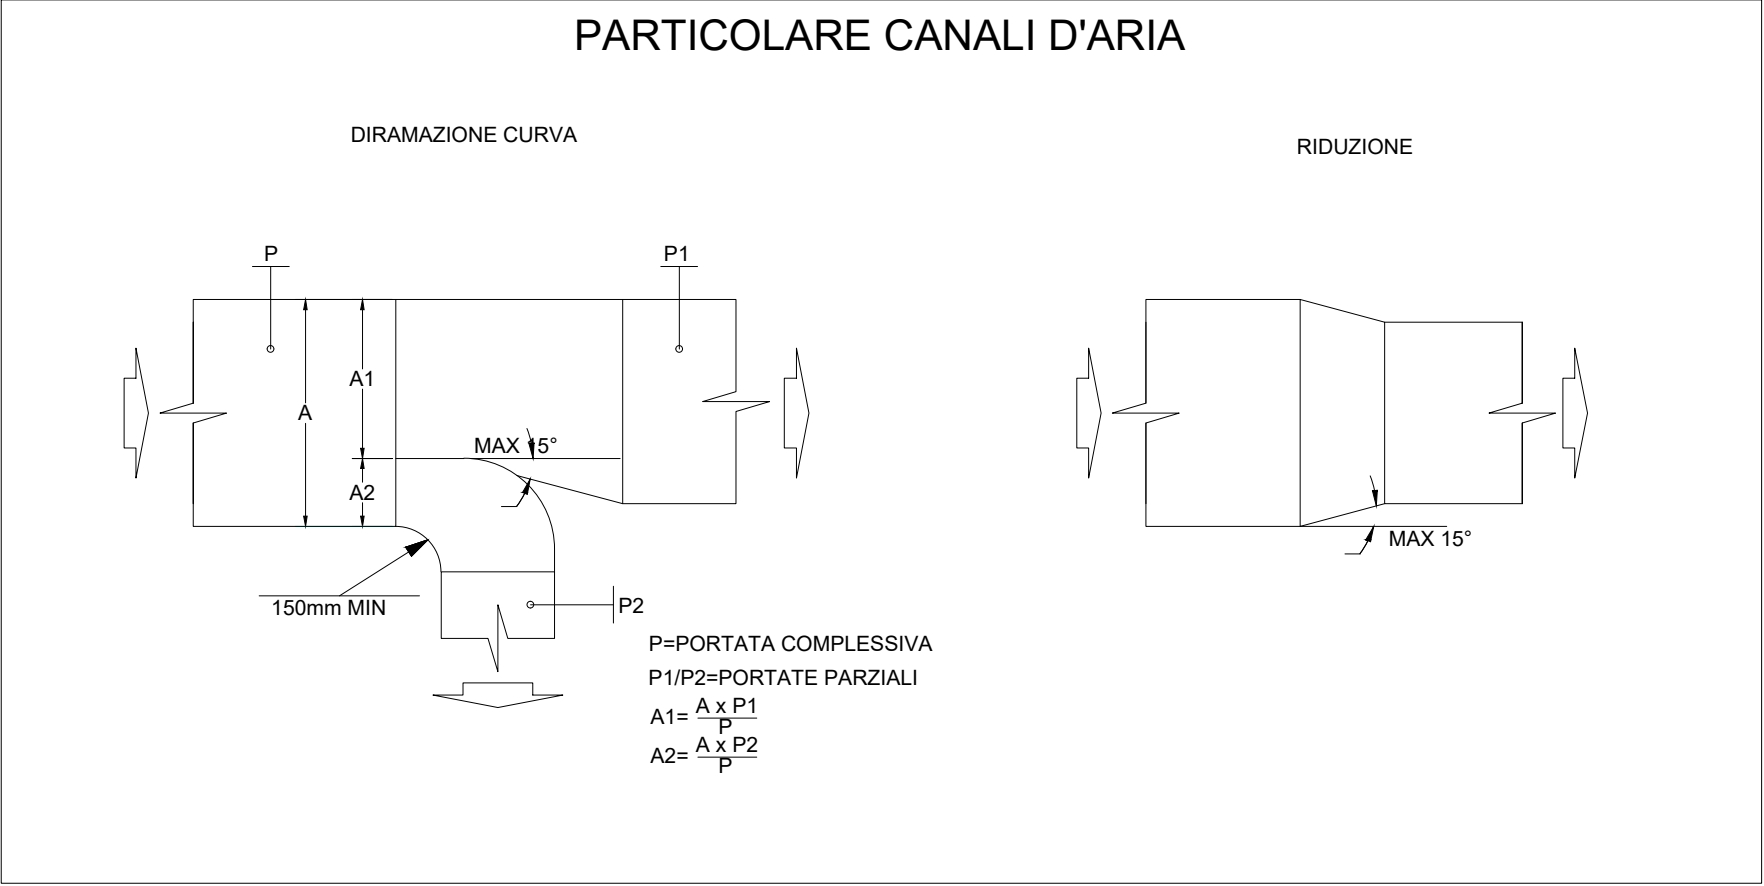 PARTICOLARE CANALI D'ARIA
DIRAMAZIONE CURVA
RIDUZIONE
P
P1
A1
A
MAX 15°
A2
MAX 15°
150mm MIN
P2
P=PORTATA COMPLESSIVA
P1/P2=PORTATE PARZIALI
A1= A x P1
P
A2= A x P2
P